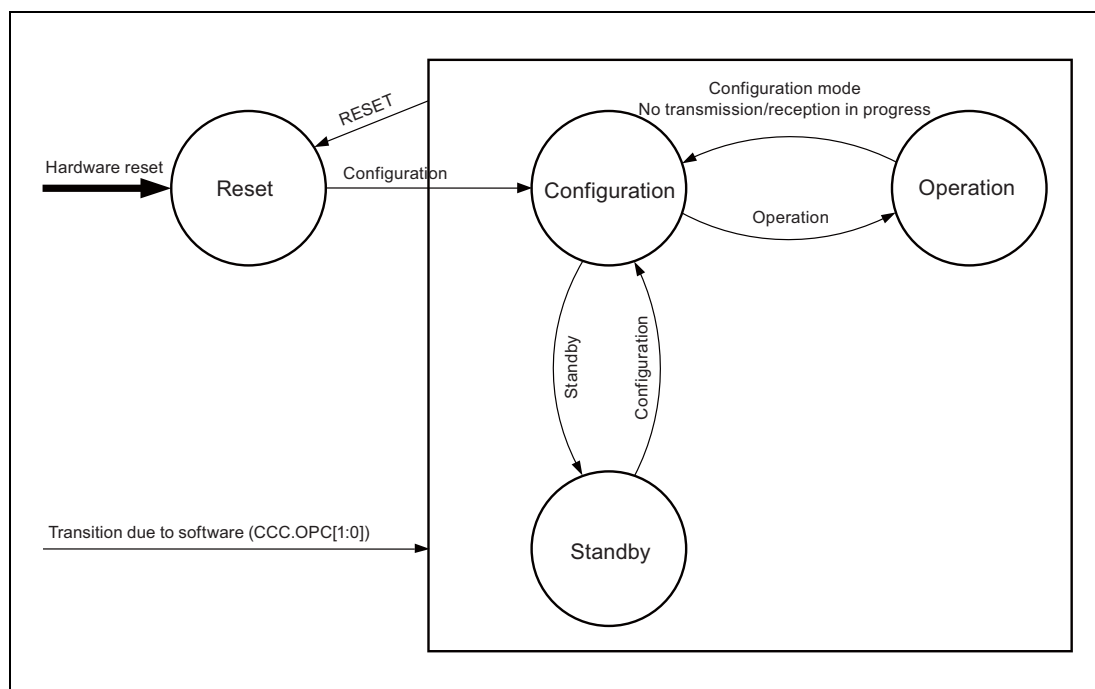 Configuration mode
No transmission/reception in progress
RESET
Hardware reset
Reset
Configuration
Configuration
Operation
Operation
Standby
Configuration
Transition due to software (CCC.OPC[1:0])
Standby